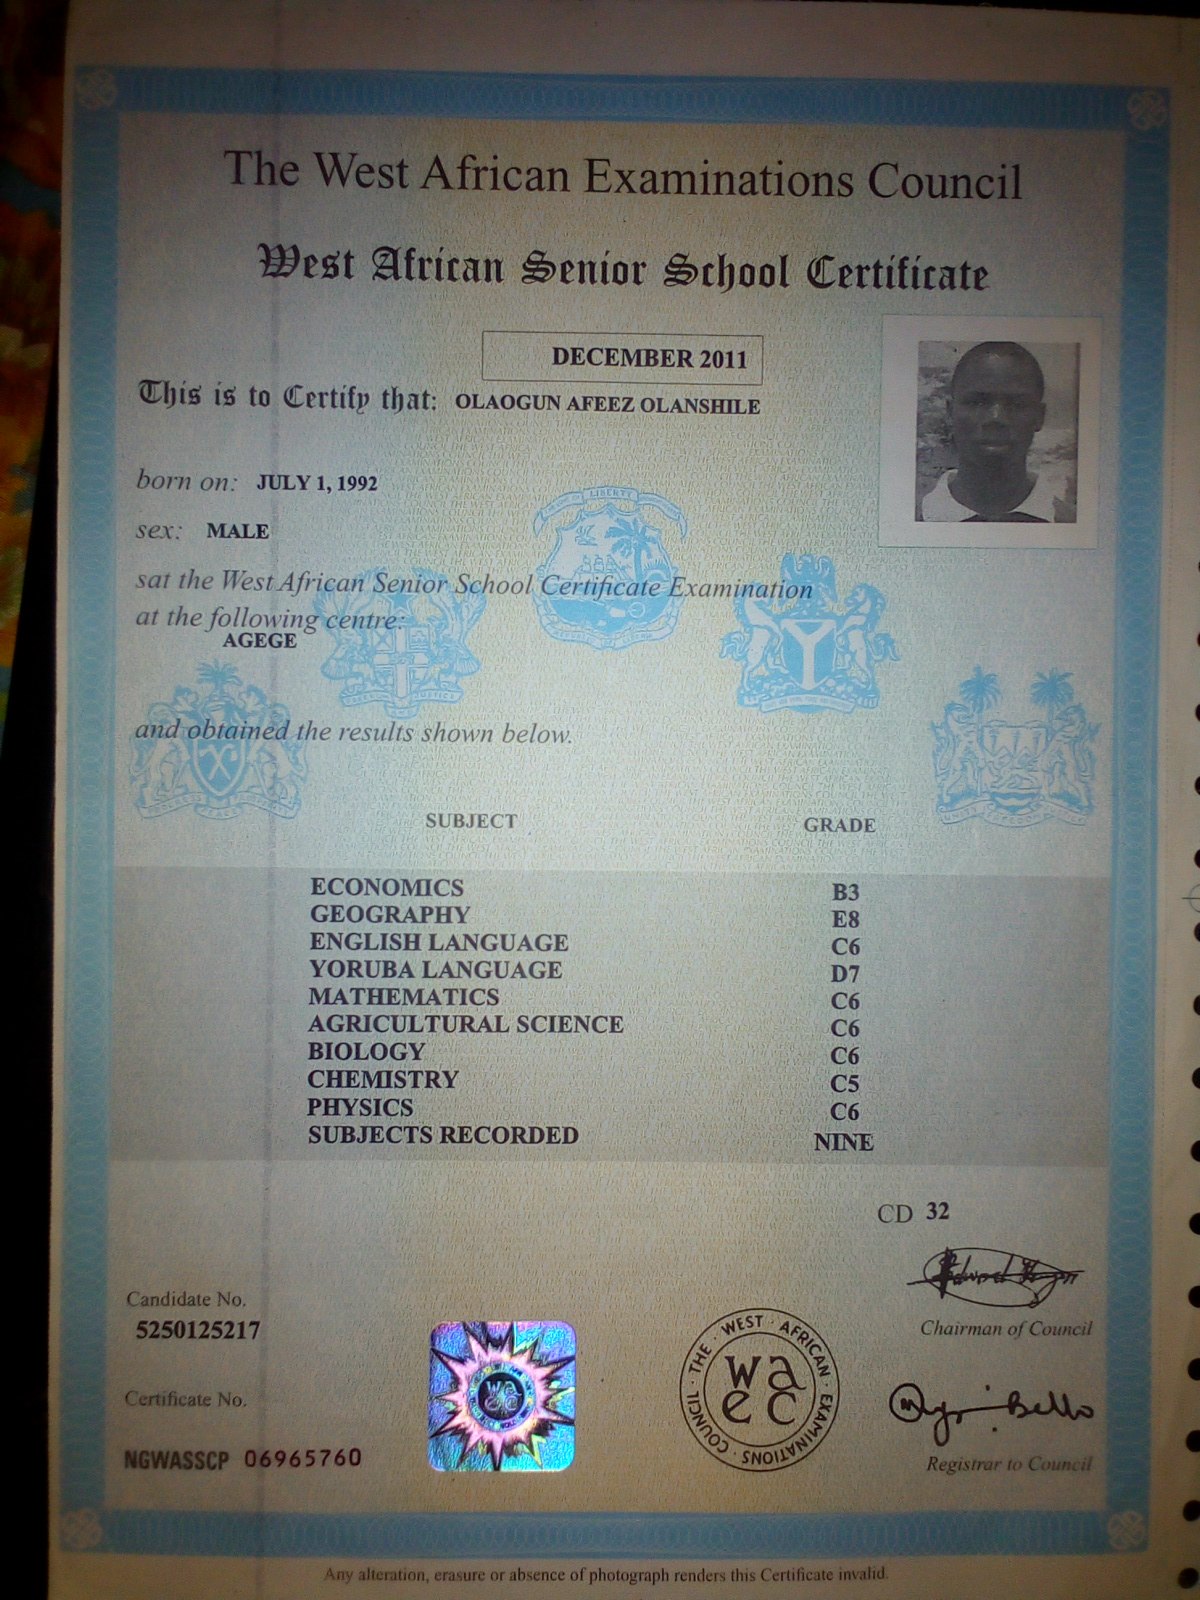 The West African Examinations Council
West African Senior School Certificate
DECEMBER 2011
This is to Certify that: OLAOGUN AFEEZ OLANSHILE
born on: JULY 1, 1992
sex: MALE
sat the West African Senior School Certificate Examination
at the following centre:
AGEGE
and obtained the results shown below.
SUBJECT GRADE
ECONOMICS B3
GEOGRAPHY E8
ENGLISH LANGUAGE C6
YORUBA LANGUAGE D7
MATHEMATICS C6
AGRICULTURAL SCIENCE C6
BIOLOGY C6
CHEMISTRY C5
PHYSICS C6
SUBJECTS RECORDED NINE
CD 32
Candidate No.
5250125217
Chairman of Council
Certificate No.
NGWASSCP 06965760
THE · WEST · AFRICAN · EXAMINATIONS · COUNCIL ·
wa
ec
Bello
Registrar to Council
Any alteration, erasure or absence of photograph renders this Certificate invalid.